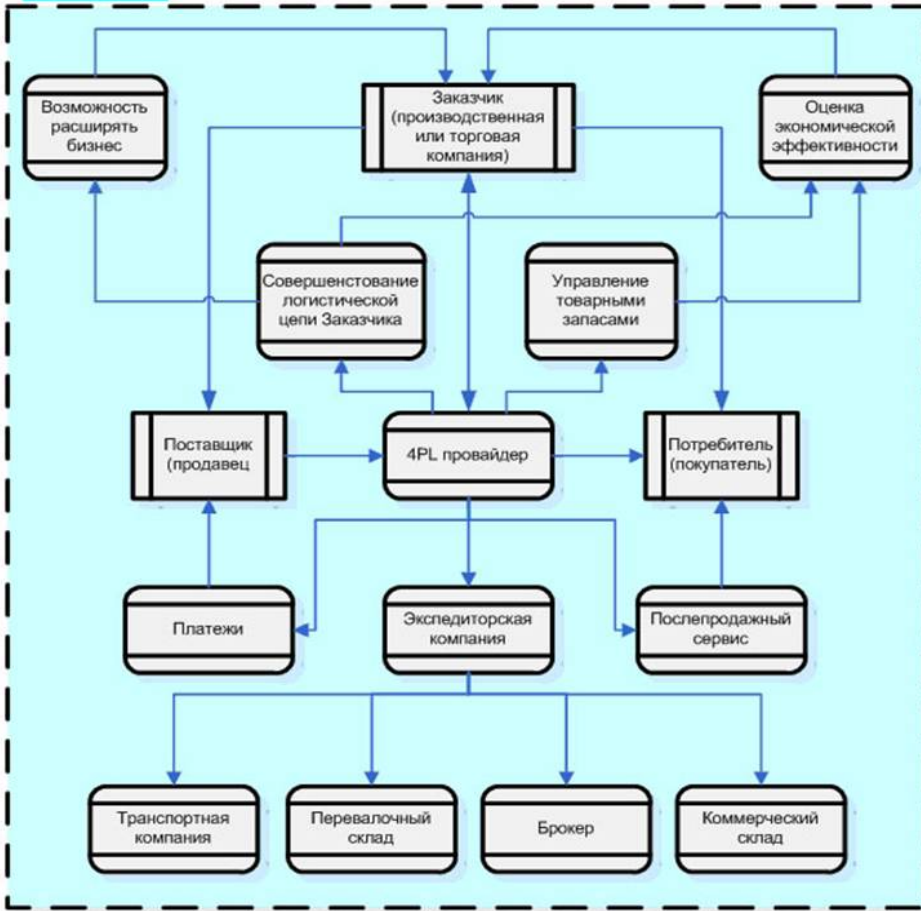 Возможность
расширять
бизнес
Заказчик
(производственная
или торговая
компания)
Оценка
экономической
эффективности
Совершенстование
логистической
цепи Заказчика
Управление
товарными
запасами
Поставщик
(продавец
4PL провайдер
Потребитель
(покупатель)
Платежи
Экспедиторская
компания
Послепродажный
сервис
Транспортная
компания
Перевалочный
склад
Брокер
Коммерческий
склад